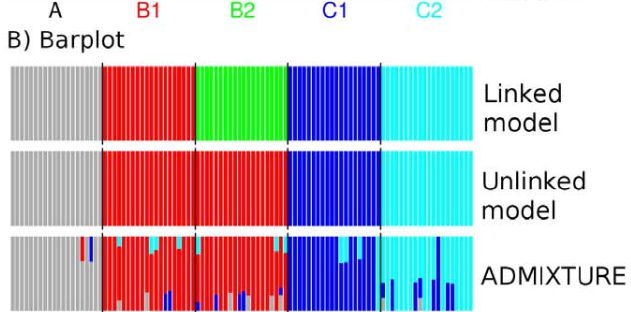 A B1 B2 C1 C2
B) Barplot
Linked
model
Unlinked
model
ADMIXTURE